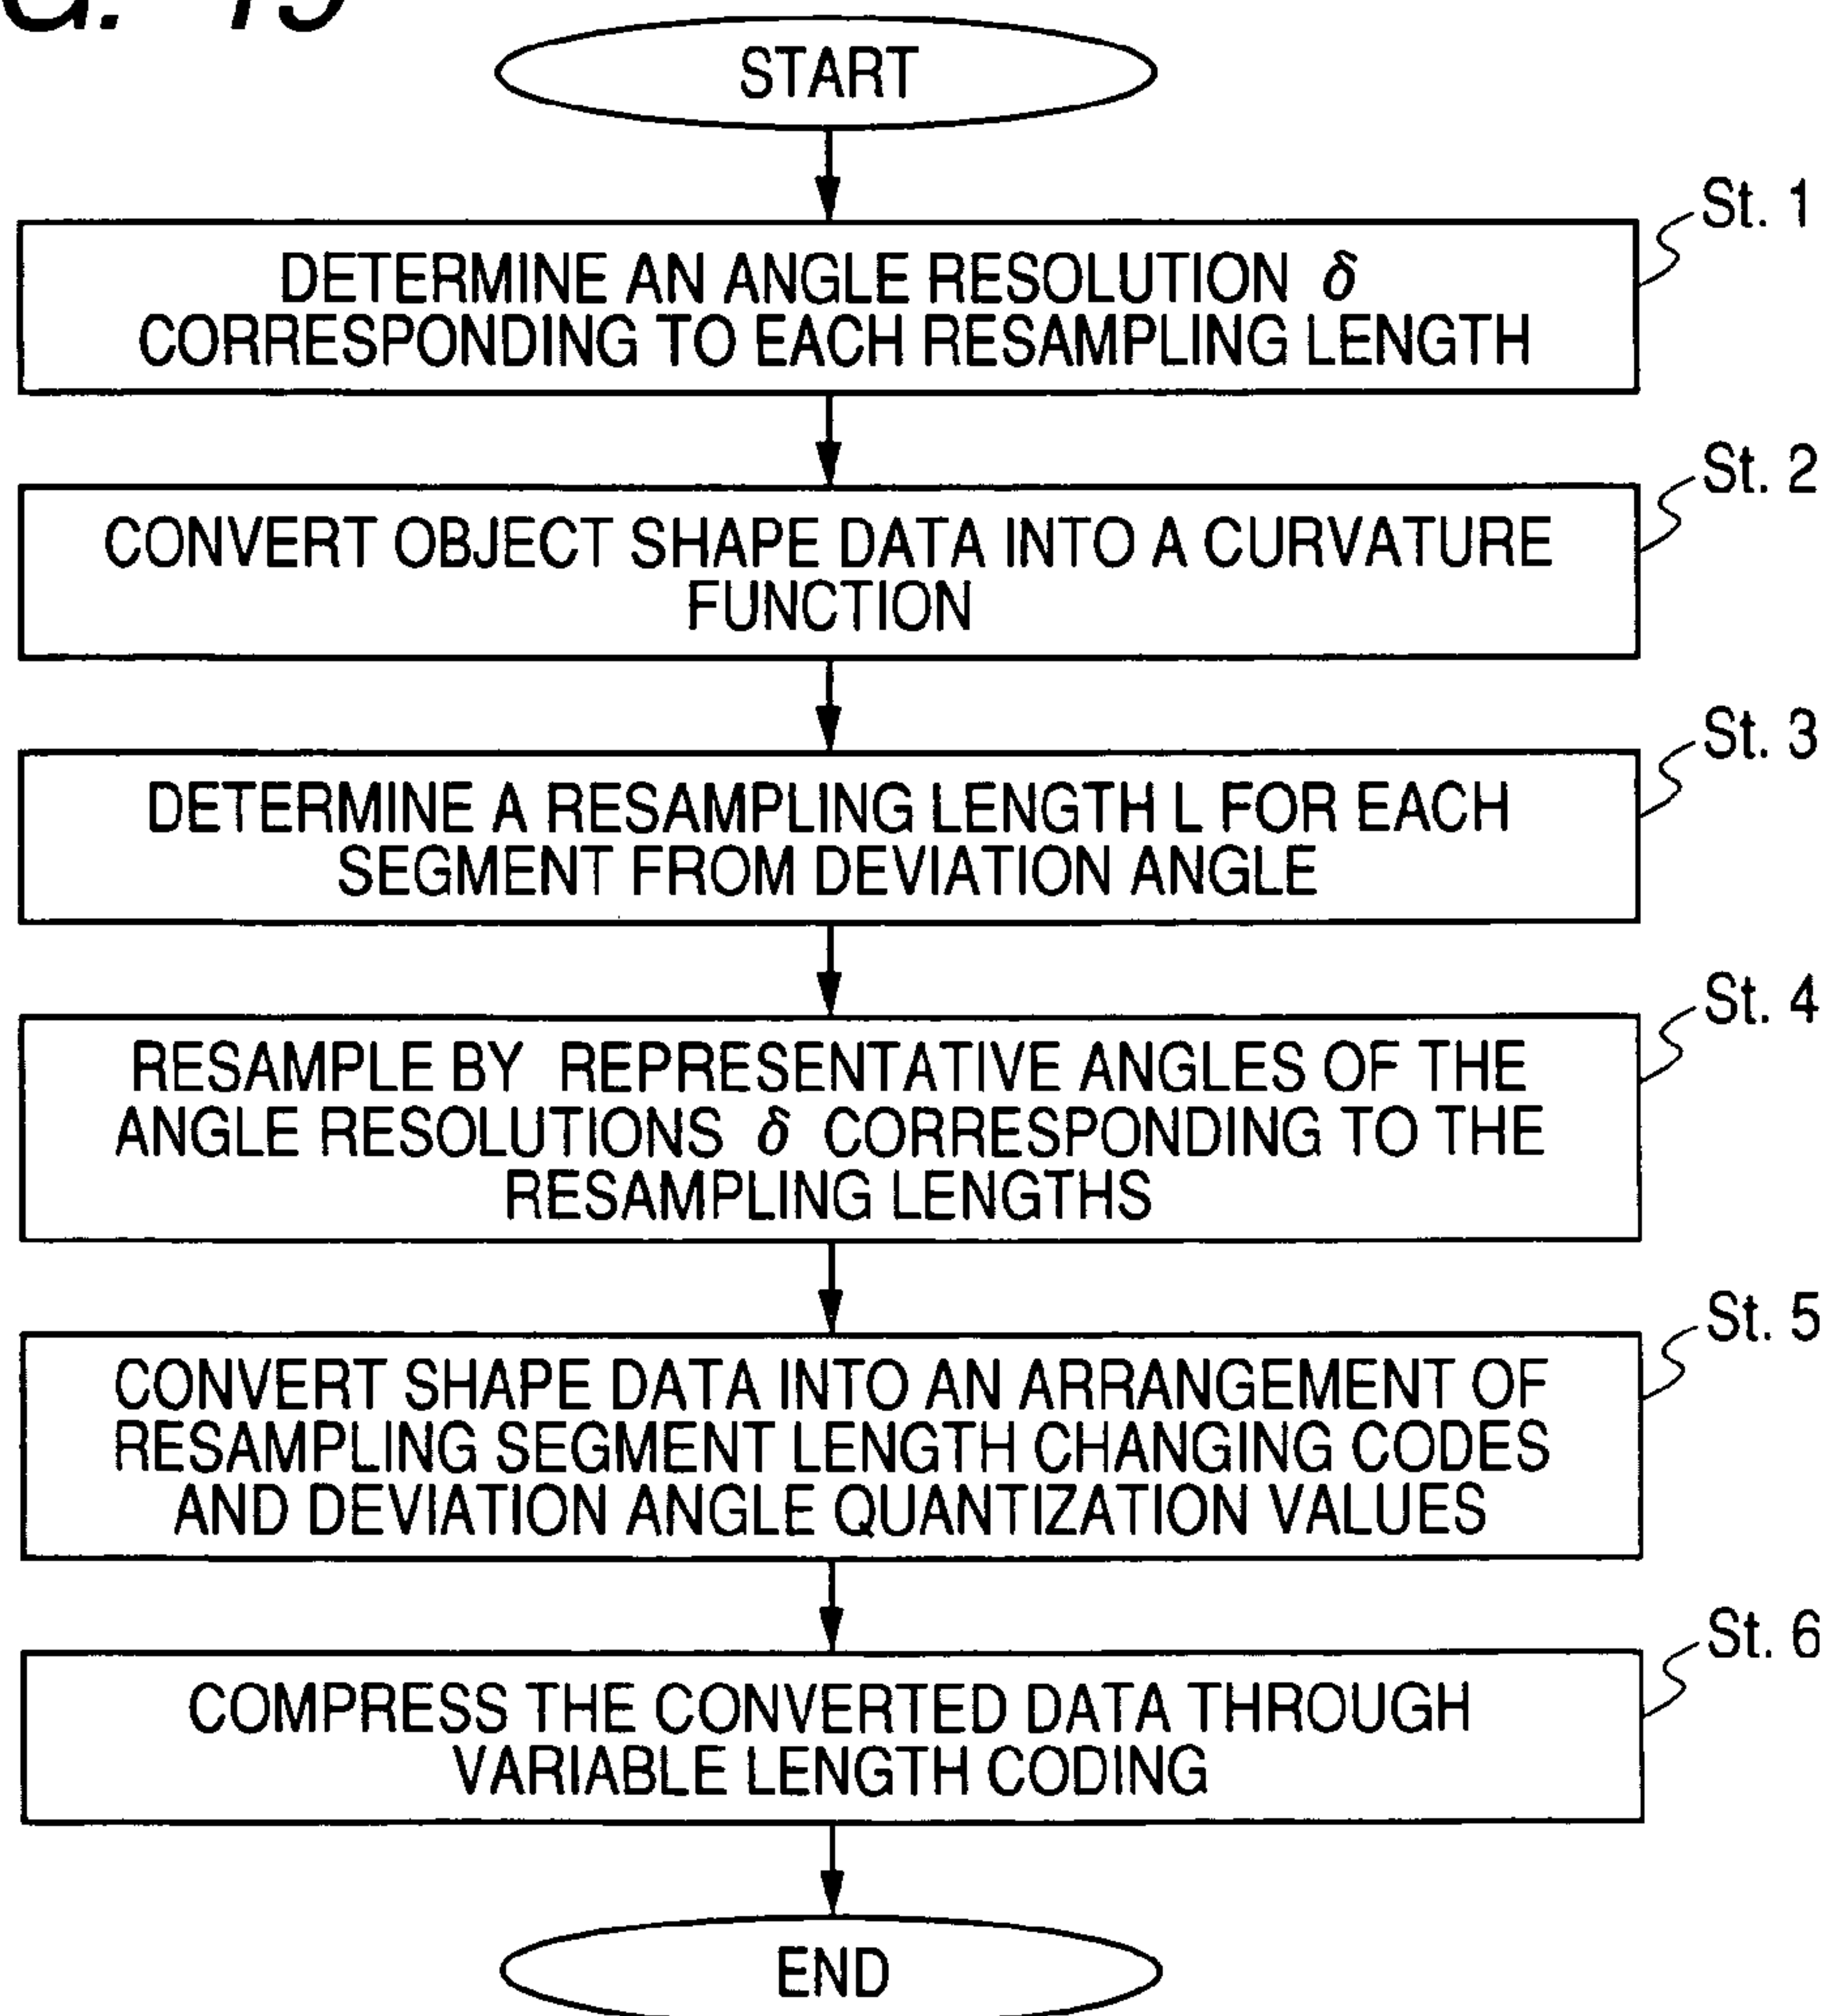 G. 15
START
St. 1
DETERMINE AN ANGLE RESOLUTION δ
CORRESPONDING TO EACH RESAMPLING LENGTH
St. 2
CONVERT OBJECT SHAPE DATA INTO A CURVATURE
FUNCTION
St. 3
DETERMINE A RESAMPLING LENGTH L FOR EACH
SEGMENT FROM DEVIATION ANGLE
St. 4
RESAMPLE BY REPRESENTATIVE ANGLES OF THE
ANGLE RESOLUTIONS δ CORRESPONDING TO THE
RESAMPLING LENGTHS
St. 5
CONVERT SHAPE DATA INTO AN ARRANGEMENT OF
RESAMPLING SEGMENT LENGTH CHANGING CODES
AND DEVIATION ANGLE QUANTIZATION VALUES
St. 6
COMPRESS THE CONVERTED DATA THROUGH
VARIABLE LENGTH CODING
END